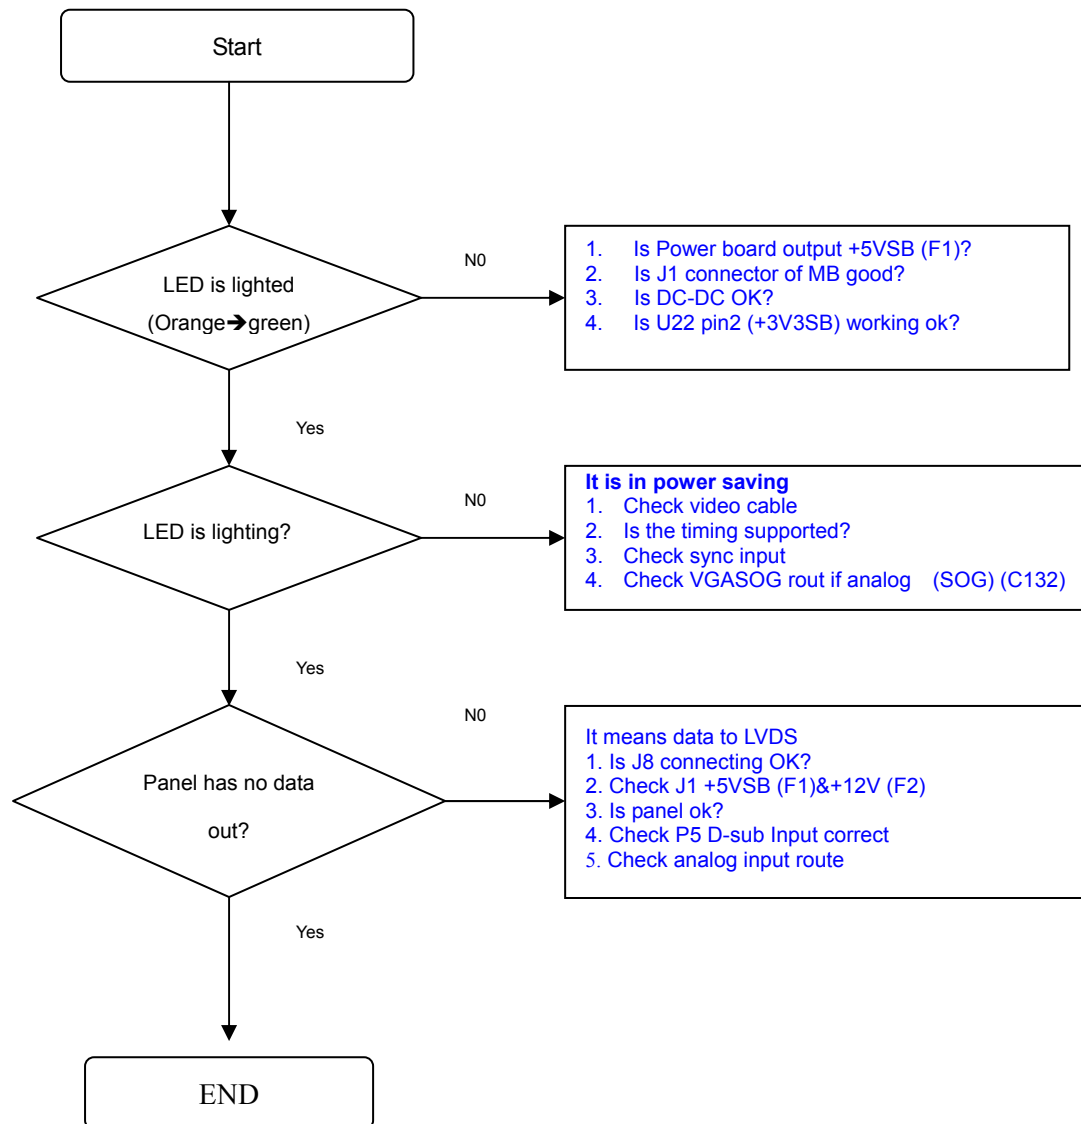 Start
LED is lighted
(Orange➔green)
N0
1. Is Power board output +5VSB (F1)?
2. Is J1 connector of MB good?
3. Is DC-DC OK?
4. Is U22 pin2 (+3V3SB) working ok?
Yes
LED is lighting?
N0
It is in power saving
1. Check video cable
2. Is the timing supported?
3. Check sync input
4. Check VGASOG rout if analog (SOG) (C132)
Yes
Panel has no data
out?
N0
It means data to LVDS
1. Is J8 connecting OK?
2. Check J1 +5VSB (F1)&+12V (F2)
3. Is panel ok?
4. Check P5 D-sub Input correct
5. Check analog input route
Yes
END